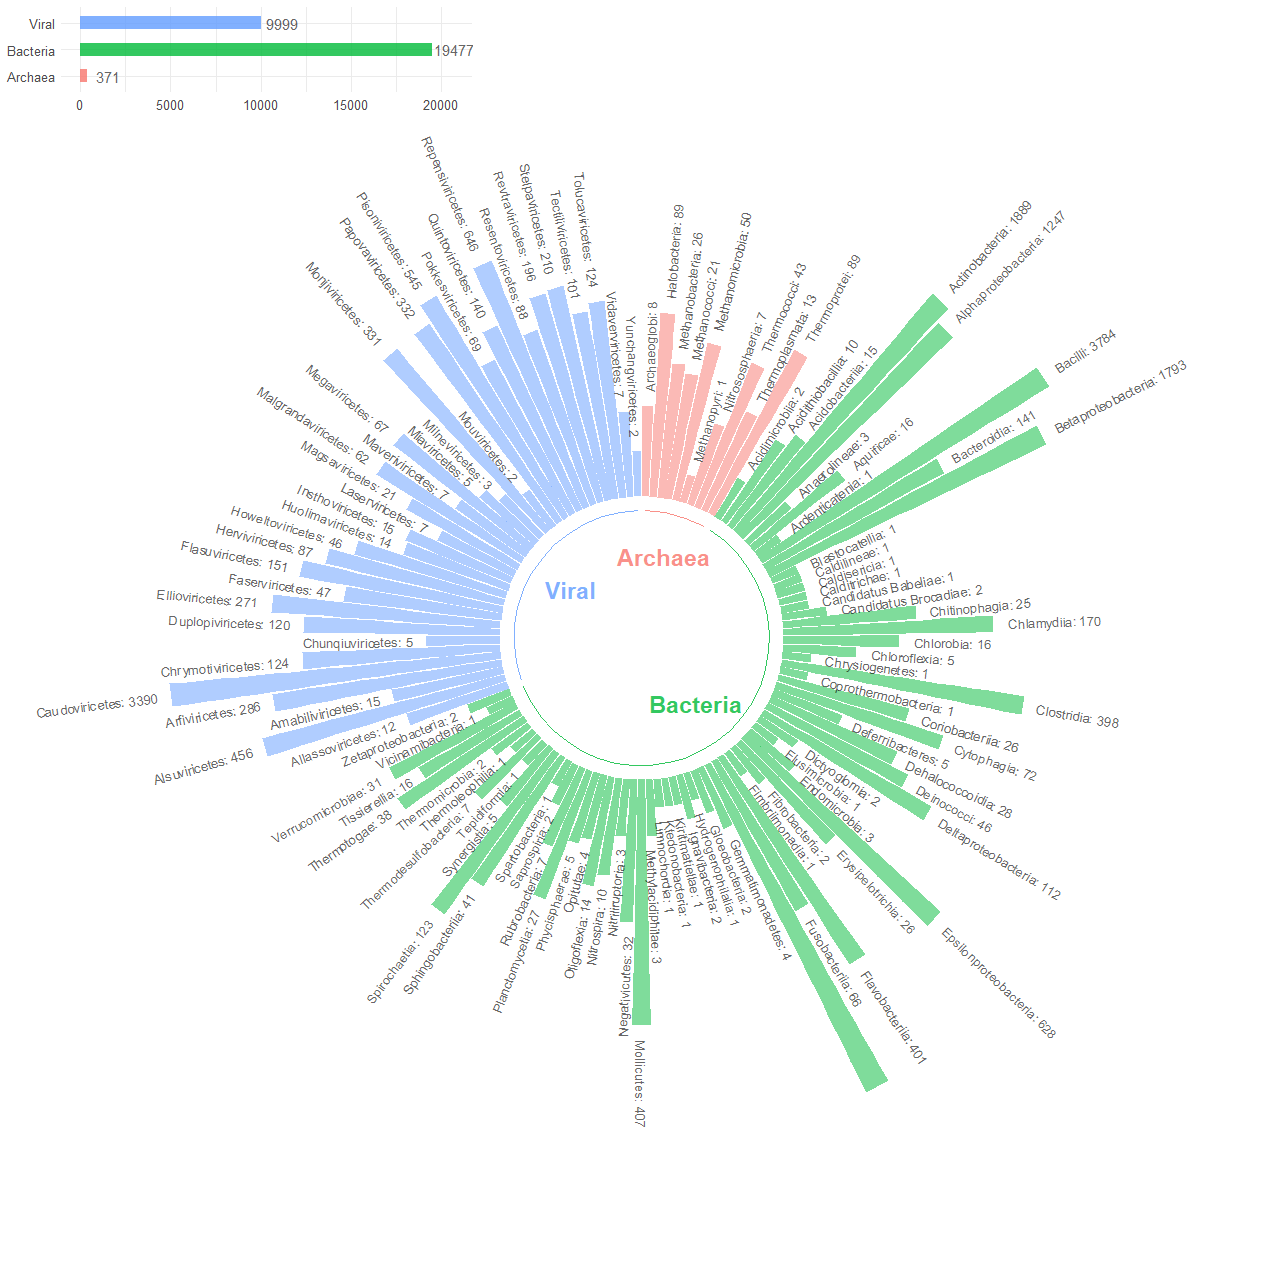 Viral
9999
Bacteria
19477
Archaea
371
0
5000
10000
15000
20000
Archaea
Viral
Bacteria
Archaeoglobi: 8
Halobacteria: 89
Methanobacteria: 26
Methanococci: 21
Methanomicrobia: 50
Methanopyri: 1
Nitrososphaeria: 7
Thermococci: 43
Thermoplasmata: 13
Thermoprotei: 89
Acidimicrobiia: 2
Acidithiobacillia: 10
Acidobacteriia: 15
Actinobacteria: 1889
Alphaproteobacteria: 1247
Anaerolineae: 3
Aquificae: 16
Ardenticatenia: 1
Bacilli: 3784
Bacteroidia: 141
Betaproteobacteria: 1793
Blastocatellia: 1
Caldilineae: 1
Caldisericia: 1
Calditrichae: 1
Candidatus Babeliae: 1
Candidatus Brocadiae: 2
Chitinophagia: 25
Chlamydiia: 170
Chlorobia: 16
Chloroflexia: 5
Chrysiogenetes: 1
Clostridia: 398
Coprothermobacteria: 1
Coriobacteriia: 26
Cytophagia: 72
Deferribacteres: 5
Dehalococcoidia: 28
Deinococci: 46
Deltaproteobacteria: 112
Dictyoglomia: 2
Elusimicrobia: 1
Endomicrobia: 3
Epsilonproteobacteria: 628
Erysipelotrichia: 26
Fibrobacteria: 2
Fimbriimonadia: 1
Flavobacteriia: 401
Fusobacteriia: 66
Gemmatimonadetes: 4
Gloeobacteria: 2
Hydrogenophilalia: 1
Ignavibacteria: 2
Kiritimatiellae: 1
Ktedonobacteria: 1
Limnochordia: 1
Methylacidiphilae: 3
Mollicutes: 407
Negativicutes: 32
Nitriliruptoria: 3
Nitrospira: 10
Oligoflexia: 14
Opitutae: 4
Phycisphaerae: 5
Planctomycetia: 27
Rubrobacteria: 7
Saprospiria: 2
Spartobacteria: 1
Sphingobacteriia: 41
Spirochaetia: 123
Synergistia: 5
Tepidiformia: 1
Thermodesulfobacteria: 7
Thermoleophilia: 1
Thermomicrobia: 2
Thermotogae: 38
Tissierellia: 16
Verrucomicrobiae: 31
Vicinamibacteria: 1
Zetaproteobacteria: 2
Allassoviricetes: 12
Alsuviricetes: 456
Amabiliviricetes: 15
Arfiviricetes: 286
Caudoviricetes: 3390
Chrymotiviricetes: 124
Chunqiuviricetes: 5
Duplopiviricetes: 120
Ellioviricetes: 271
Faserviricetes: 47
Flasuviricetes: 151
Herviviricetes: 87
Howeltoviricetes: 46
Huolimaviricetes: 14
Insthoviricetes: 15
Laserviricetes: 7
Magsaviricetes: 21
Malgrandaviricetes: 62
Maveriviricetes: 7
Megaviricetes: 67
Miaviricetes: 5
Milneviricetes: 3
Monjiviricetes: 331
Mouviricetes: 2
Papovaviricetes: 332
Pisoniviricetes: 545
Pokkesviricetes: 69
Quintoviricetes: 140
Repensiviricetes: 646
Resentoviricetes: 88
Revtraviricetes: 196
Stelpaviricetes: 210
Tectiliviricetes: 101
Tolucaviricetes: 124
Vidaverviricetes: 7
Yunchangviricetes: 2